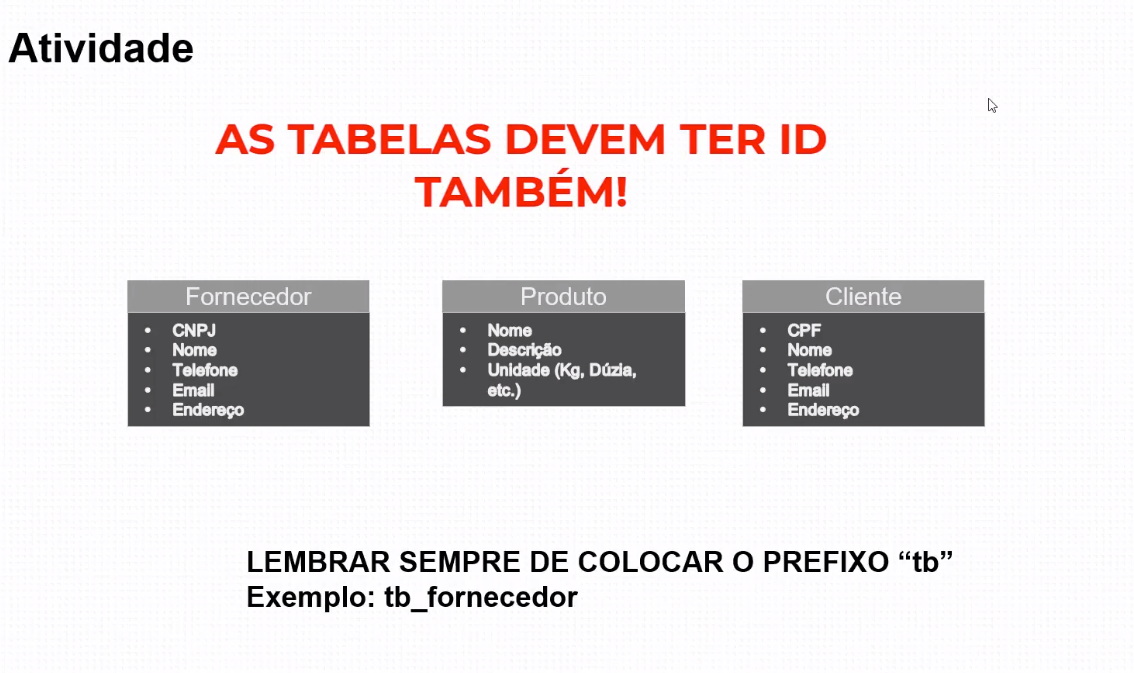 Atividade
AS TABELAS DEVEM TER ID
TAMBÉM!
Fornecedor
• CNPJ
• Nome
• Telefone
• Email
• Endereço
Produto
• Nome
• Descrição
• Unidade (Kg, Dúzia,
etc.)
Cliente
• CPF
• Nome
• Telefone
• Email
• Endereço
LEMBRAR SEMPRE DE COLOCAR O PREFIXO “tb”
Exemplo: tb_fornecedor